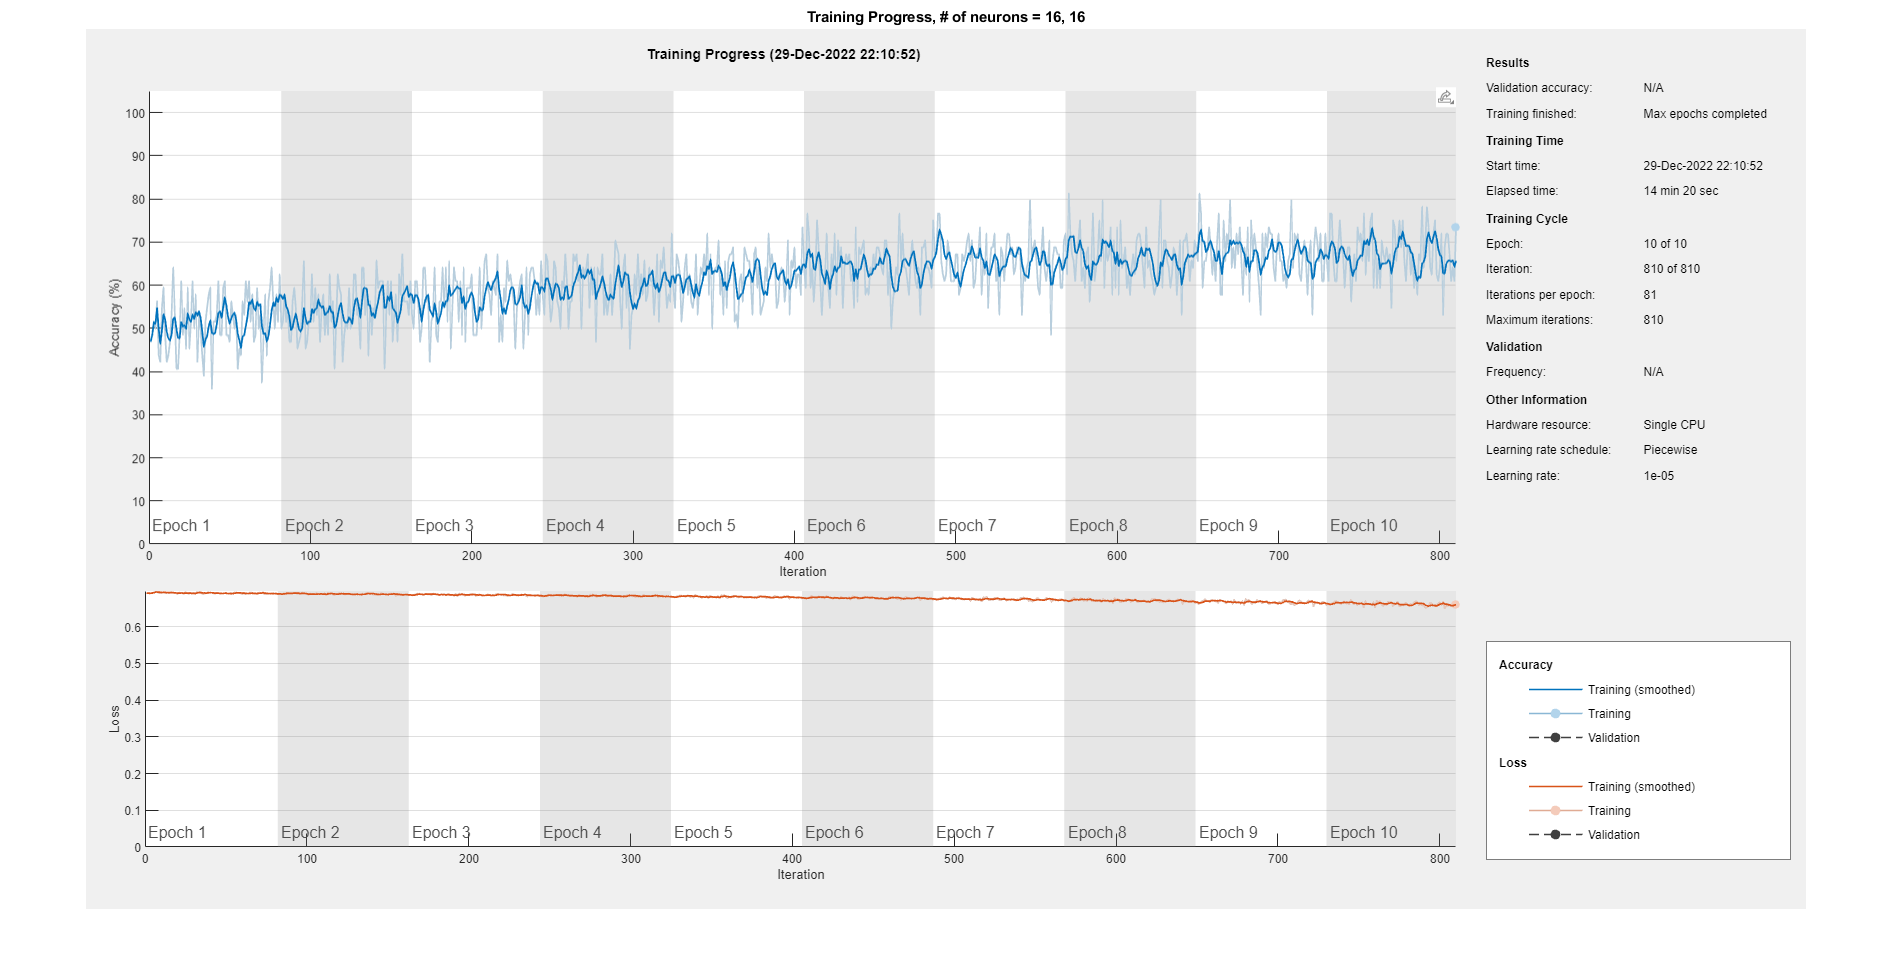 Training Progress, # of neurons = 16, 16
Training Progress (29-Dec-2022 22:10:52)
100
90
80
70
60
50
40
30
20
10
0
Accuracy (%)
Epoch 1 Epoch 2 Epoch 3 Epoch 4 Epoch 5 Epoch 6 Epoch 7 Epoch 8 Epoch 9 Epoch 10
0 100 200 300 400 500 600 700 800
Iteration
0.6
0.5
0.4
0.3
0.2
0.1
0
Loss
Epoch 1 Epoch 2 Epoch 3 Epoch 4 Epoch 5 Epoch 6 Epoch 7 Epoch 8 Epoch 9 Epoch 10
0 100 200 300 400 500 600 700 800
Iteration
Results
Validation accuracy: N/A
Training finished: Max epochs completed
Training Time
Start time: 29-Dec-2022 22:10:52
Elapsed time: 14 min 20 sec
Training Cycle
Epoch: 10 of 10
Iteration: 810 of 810
Iterations per epoch: 81
Maximum iterations: 810
Validation
Frequency: N/A
Other Information
Hardware resource: Single CPU
Learning rate schedule: Piecewise
Learning rate: 1e-05
Accuracy
Training (smoothed)
Training
Validation
Loss
Training (smoothed)
Training
Validation